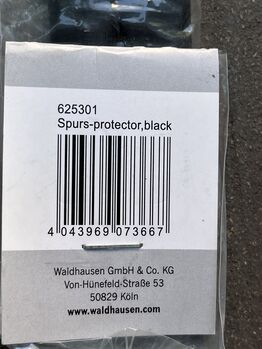 625301
Spurs-protector,black
4 043969 073667
Waldhausen GmbH & Co. KG
Von-Hünefeld-Straße 53
50829 Köln
www.waldhausen.com